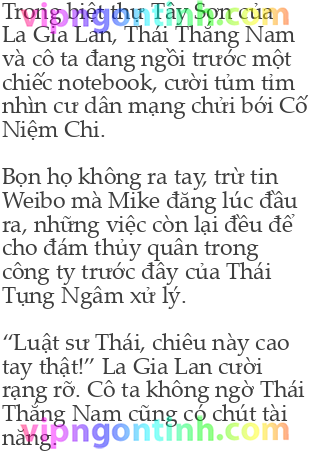 Trong biệt thự Tây Sơn của
vipngontinh.com
La Gia Lan, Thái Thắng Nam
và cô ta đang ngồi trước một
chiếc notebook, cười tủm tỉm
nhìn cư dân mạng chửi bới Cố
Niệm Chi.
Bọn họ không ra tay, trừ tin
Weibo mà Mike đăng lúc đầu
ra, những việc còn lại đều để
cho đám thủy quân trong
công ty trước đây của Thái
Tụng Ngâm xử lý.
“Luật sư Thái, chiêu này cao
tay thật!” La Gia Lan cười
rạng rỡ. Cô ta không ngờ Thái
Thắng Nam cũng có chút tài
năng.
vipngontinh.com